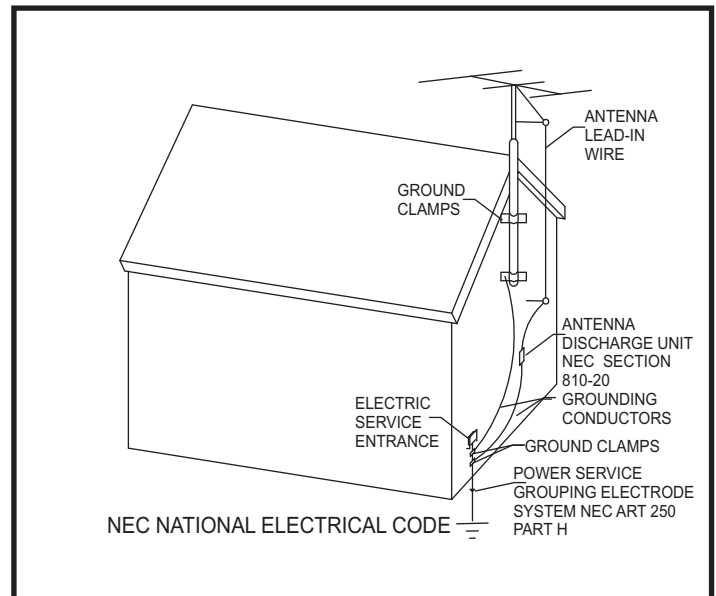 ANTENNA
LEAD-IN
WIRE
GROUND
CLAMPS
ANTENNA
DISCHARGE UNIT
NEC SECTION
810-20
GROUNDING
CONDUCTORS
ELECTRIC
SERVICE
ENTRANCE
GROUND CLAMPS
POWER SERVICE
GROUPING ELECTRODE
SYSTEM NEC ART 250
PART H
NEC NATIONAL ELECTRICAL CODE